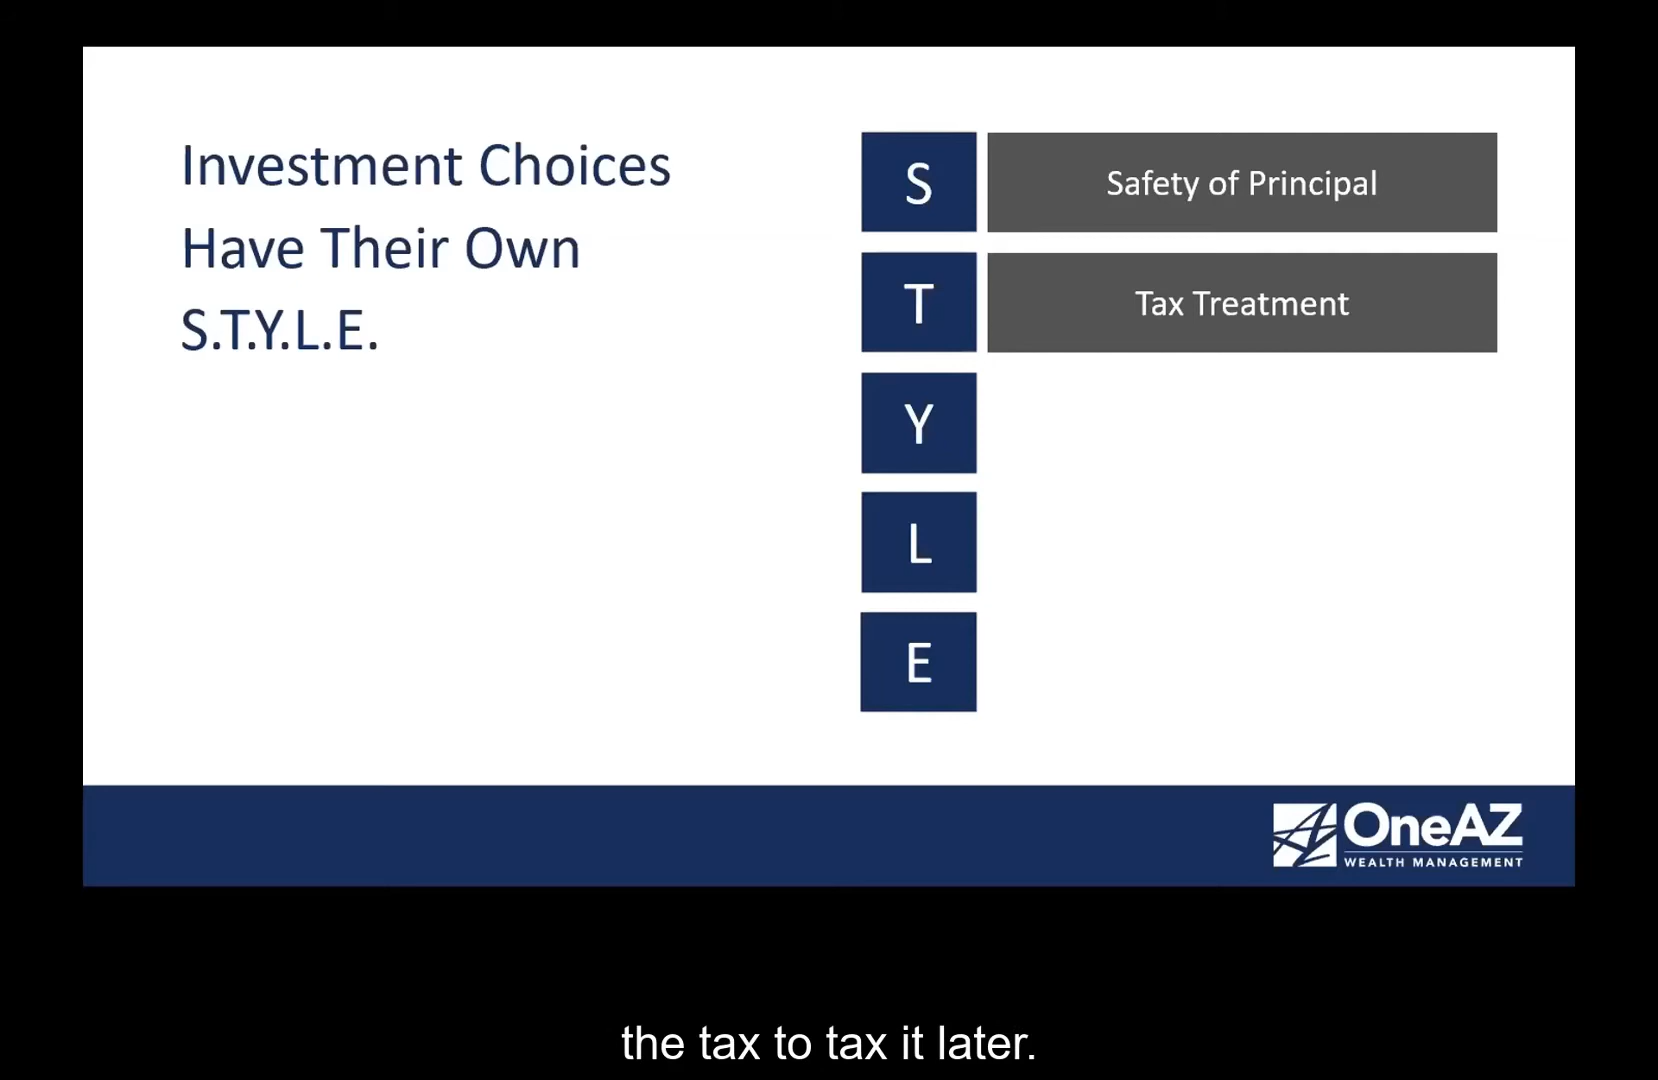 Investment Choices
Have Their Own
S.T.Y.L.E.
S
Safety of Principal
T
Tax Treatment
Y
L
E
OneAZ
WEALTH MANAGEMENT
the tax to tax it later.